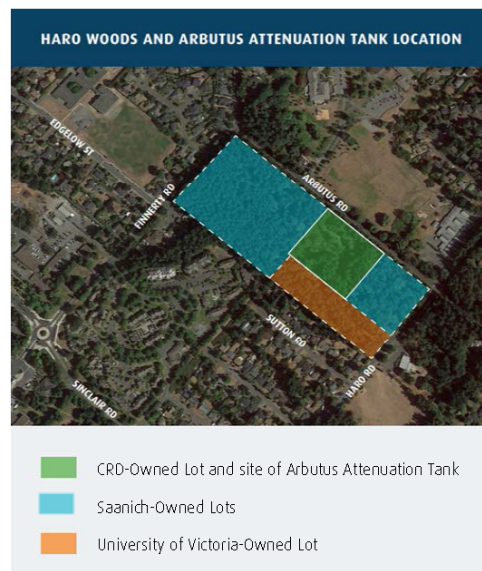 HARO WOODS AND ARBUTUS ATTENUATION TANK LOCATION
EDGELOW ST
FINNERTY RD
ARBUTUS RD
SUTTON RD
HARO RD
SINCLAIR RD
CRD-Owned Lot and site of Arbutus Attenuation Tank
Saanich-Owned Lots
University of Victoria-Owned Lot